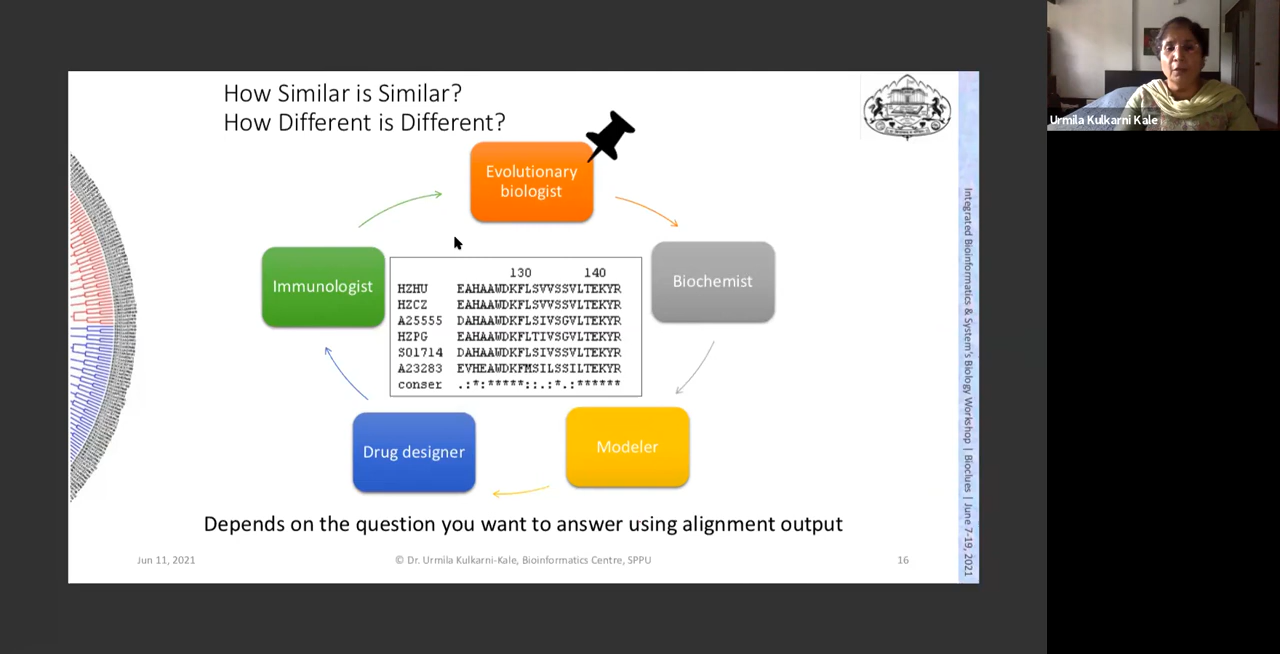 How Similar is Similar?
How Different is Different?
Evolutionary
biologist
Immunologist
Biochemist
130 140
HZHU EAHAAWDKFLSVVSSVLTEKYR
HZCZ EAHAAWDKFLSVVSSVLTEKYR
A25555 DAHAAWDKFLSIVSGVLTEKYR
HZPG EAHAAWDKFLTIVSGVLTEKYR
S01714 DAHAAWDKFLSIVSSVLTEKYR
A23283 EVHEAWDKFMSILSSILTEKYR
conser .:*:*****::.:*.:******
Drug designer
Modeler
Depends on the question you want to answer using alignment output
Jun 11, 2021
© Dr. Urmila Kulkarni-Kale, Bioinformatics Centre, SPPU
16
Integrated Bioinformatics & System's Biology Workshop | Bioclues | June 7-19, 2021
Urmila Kulkarni Kale